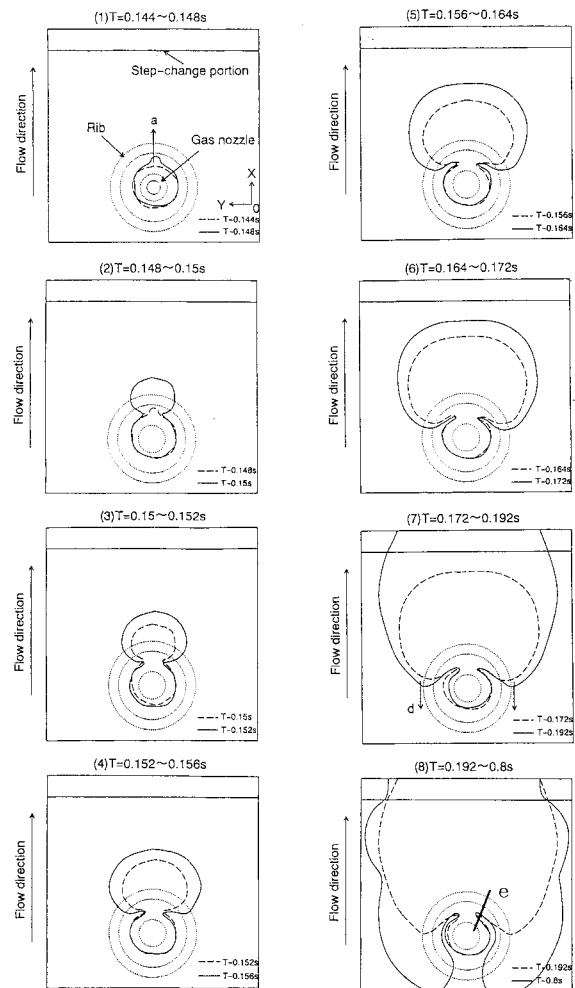 (1)T=0.144~0.148s
Step-change portion
Flow direction
Rib
a
Gas nozzle
X
Y
0
T-0.144s
T-0.148s
(2)T=0.148~0.15s
Flow direction
T-0.148s
T-0.15s
(3)T=0.15~0.152s
Flow direction
T-0.15s
T-0.152s
(4)T=0.152~0.156s
Flow direction
T-0.152s
T-0.156s
(5)T=0.156~0.164s
Flow direction
T-0.156s
T-0.164s
(6)T=0.164~0.172s
Flow direction
T-0.164s
T-0.172s
(7)T=0.172~0.192s
Flow direction
d
T-0.172s
T-0.192s
(8)T=0.192~0.8s
Flow direction
e
T-0.192s
T-0.8s